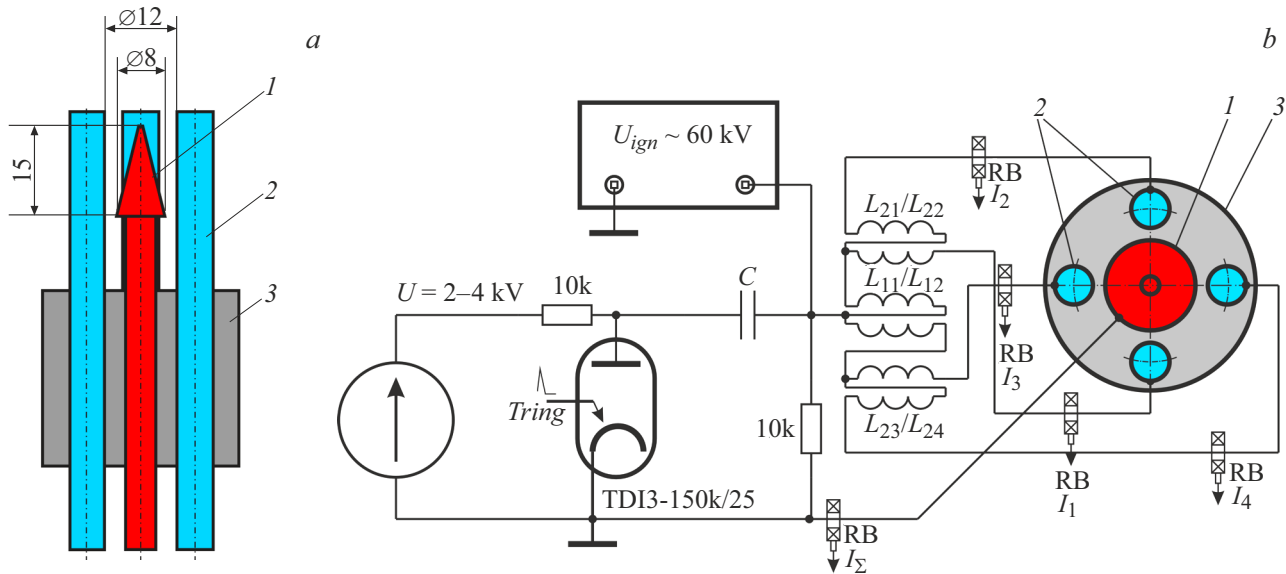 a
⌀12
⌀8
1
15
2
3
b
U_ign ~ 60 kV
U = 2–4 kV
10k
C
Tring
TDI3-150k/25
10k
L21/L22
L11/L12
L23/L24
RB
I2
RB
I3
RB
I1
RB
I4
RB
IΣ
2
1
3